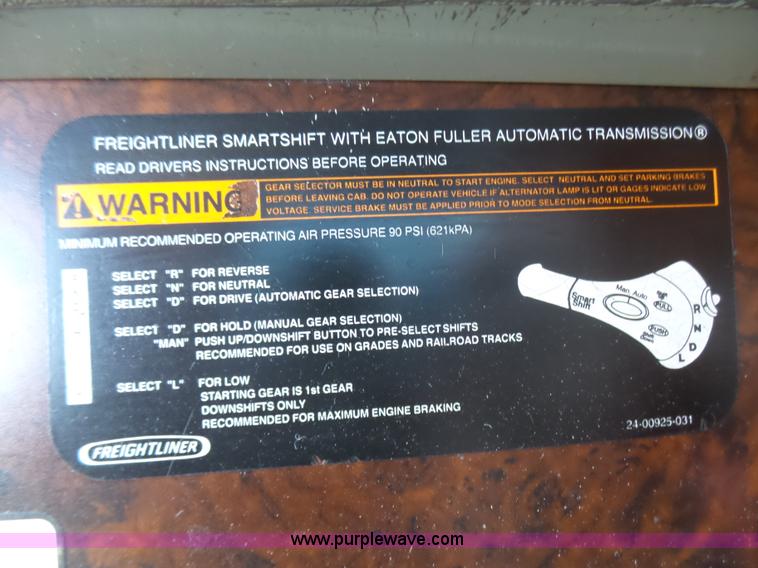 FREIGHTLINER SMARTSHIFT WITH EATON FULLER AUTOMATIC TRANSMISSION®
READ DRIVERS INSTRUCTIONS BEFORE OPERATING
WARNING
GEAR SELECTOR MUST BE IN NEUTRAL TO START ENGINE. SELECT NEUTRAL AND SET PARKING BRAKES
BEFORE LEAVING CAB. DO NOT OPERATE VEHICLE IF ALTERNATOR LAMP IS LIT OR GAGES INDICATE LOW
VOLTAGE. SERVICE BRAKE MUST BE APPLIED PRIOR TO MODE SELECTION FROM NEUTRAL.
MINIMUM RECOMMENDED OPERATING AIR PRESSURE 90 PSI (621kPA)
SELECT "R" FOR REVERSE
SELECT "N" FOR NEUTRAL
SELECT "D" FOR DRIVE (AUTOMATIC GEAR SELECTION)
SELECT "D" FOR HOLD (MANUAL GEAR SELECTION)
"MAN" PUSH UP/DOWNSHIFT BUTTON TO PRE-SELECT SHIFTS
RECOMMENDED FOR USE ON GRADES AND RAILROAD TRACKS
SELECT "L" FOR LOW
STARTING GEAR IS 1st GEAR
DOWNSHIFTS ONLY
RECOMMENDED FOR MAXIMUM ENGINE BRAKING
Smart
Shift
Man Auto
PULL
PUSH
Shift
Down
R
N
D
L
24-00925-031
FREIGHTLINER
www.purplewave.com